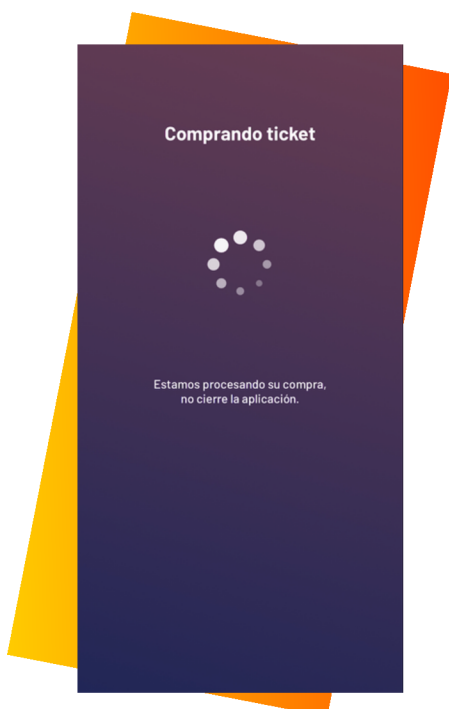 Comprando ticket
Estamos procesando su compra,
no cierre la aplicación.